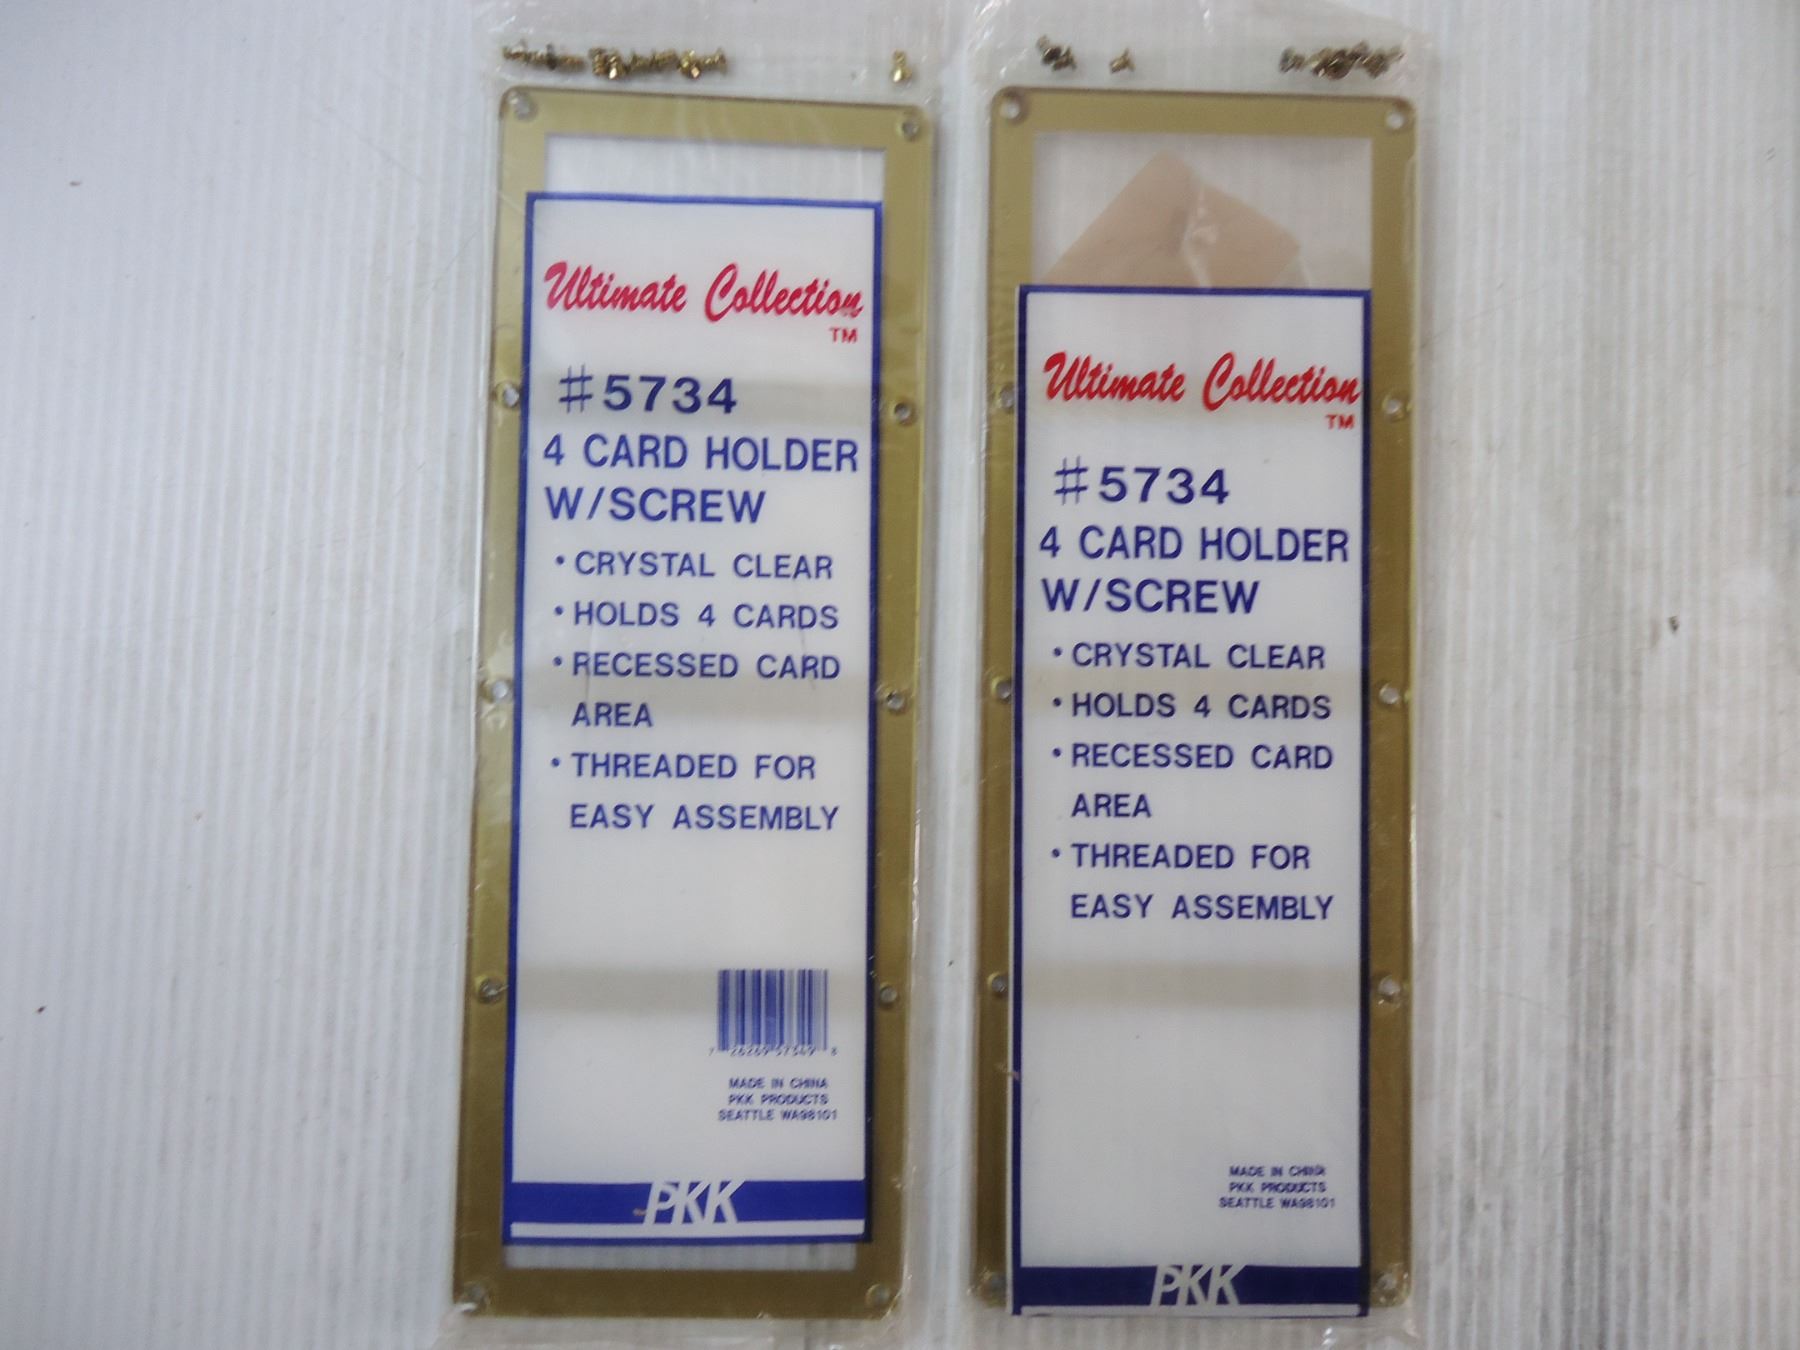 Ultimate Collection
TM
#5734
4 CARD HOLDER
W/SCREW
• CRYSTAL CLEAR
• HOLDS 4 CARDS
• RECESSED CARD
AREA
• THREADED FOR
EASY ASSEMBLY
MADE IN CHINA
PKK PRODUCTS
SEATTLE WA98101
PKK
Ultimate Collection
TM
#5734
4 CARD HOLDER
W/SCREW
• CRYSTAL CLEAR
• HOLDS 4 CARDS
• RECESSED CARD
AREA
• THREADED FOR
EASY ASSEMBLY
MADE IN CHINA
PKK PRODUCTS
SEATTLE WA98101
PKK